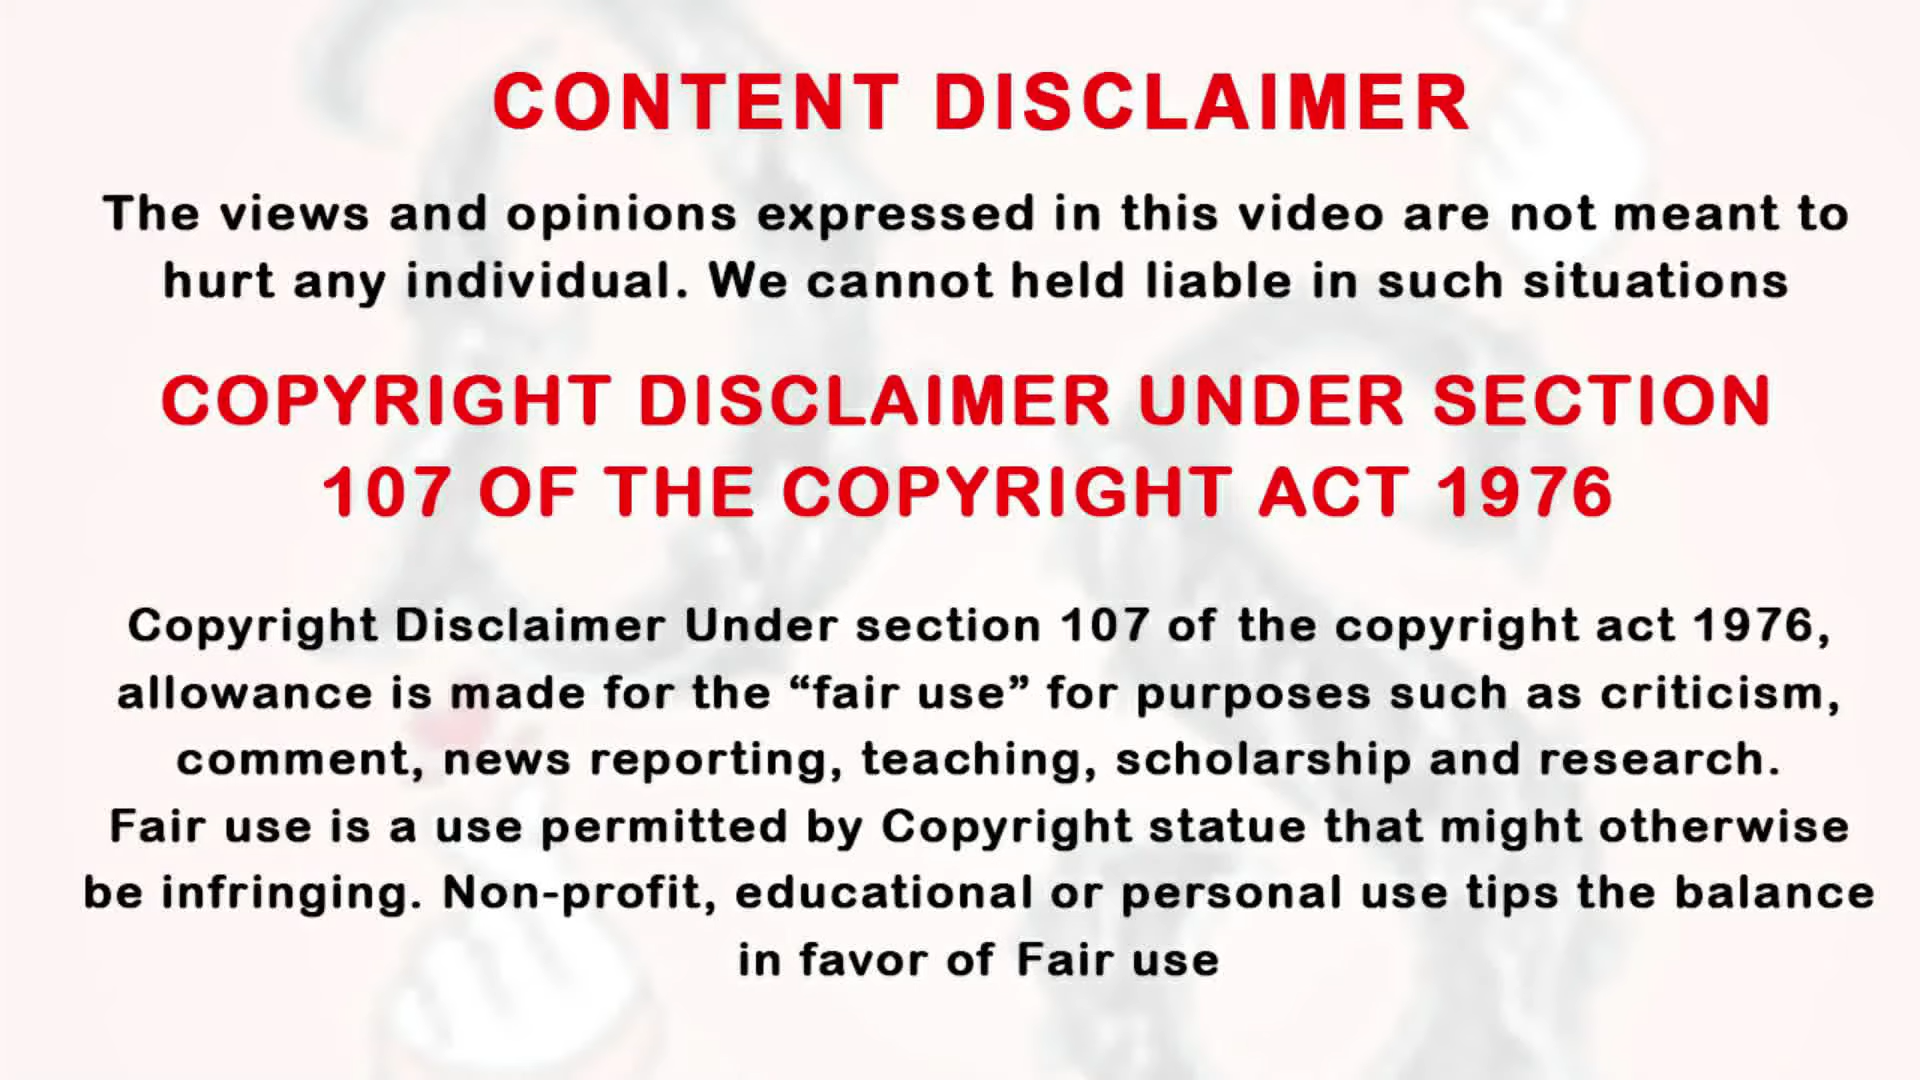 CONTENT DISCLAIMER
The views and opinions expressed in this video are not meant to
hurt any individual. We cannot held liable in such situations
COPYRIGHT DISCLAIMER UNDER SECTION
107 OF THE COPYRIGHT ACT 1976
Copyright Disclaimer Under section 107 of the copyright act 1976,
allowance is made for the “fair use” for purposes such as criticism,
comment, news reporting, teaching, scholarship and research.
Fair use is a use permitted by Copyright statue that might otherwise
be infringing. Non-profit, educational or personal use tips the balance
in favor of Fair use